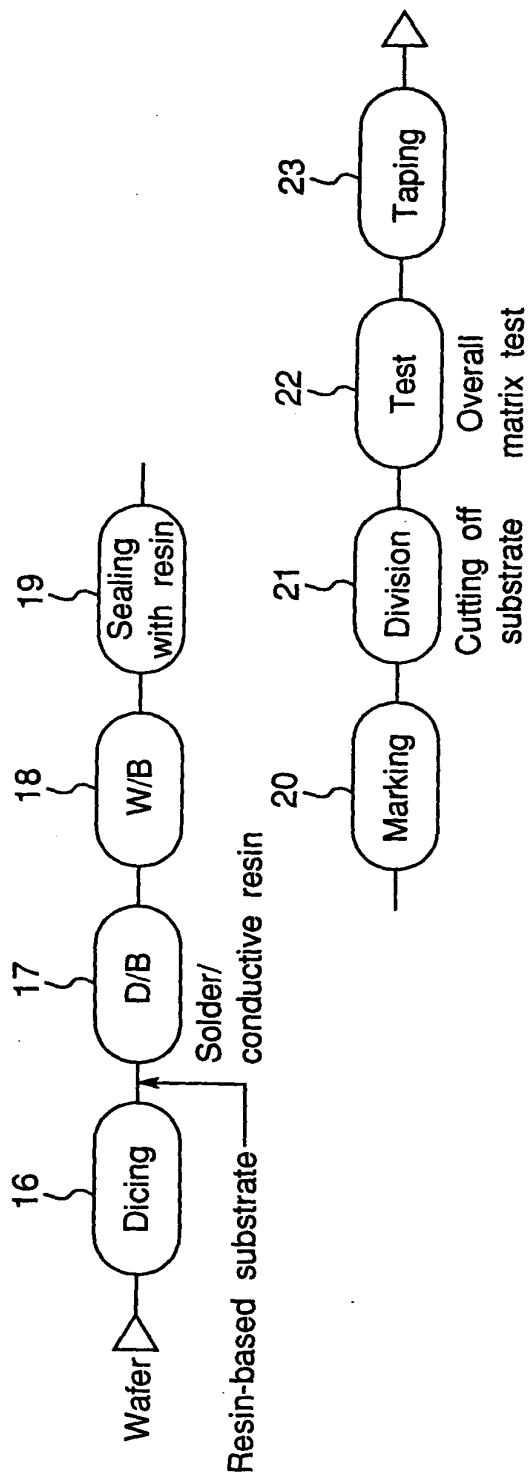 16
17
18
19
Wafer
Dicing
D/B
W/B
Sealing
with resin
Solder/
conductive resin
Resin-based substrate
20
21
22
23
Marking
Division
Test
Taping
Cutting off
substrate
Overall
matrix test